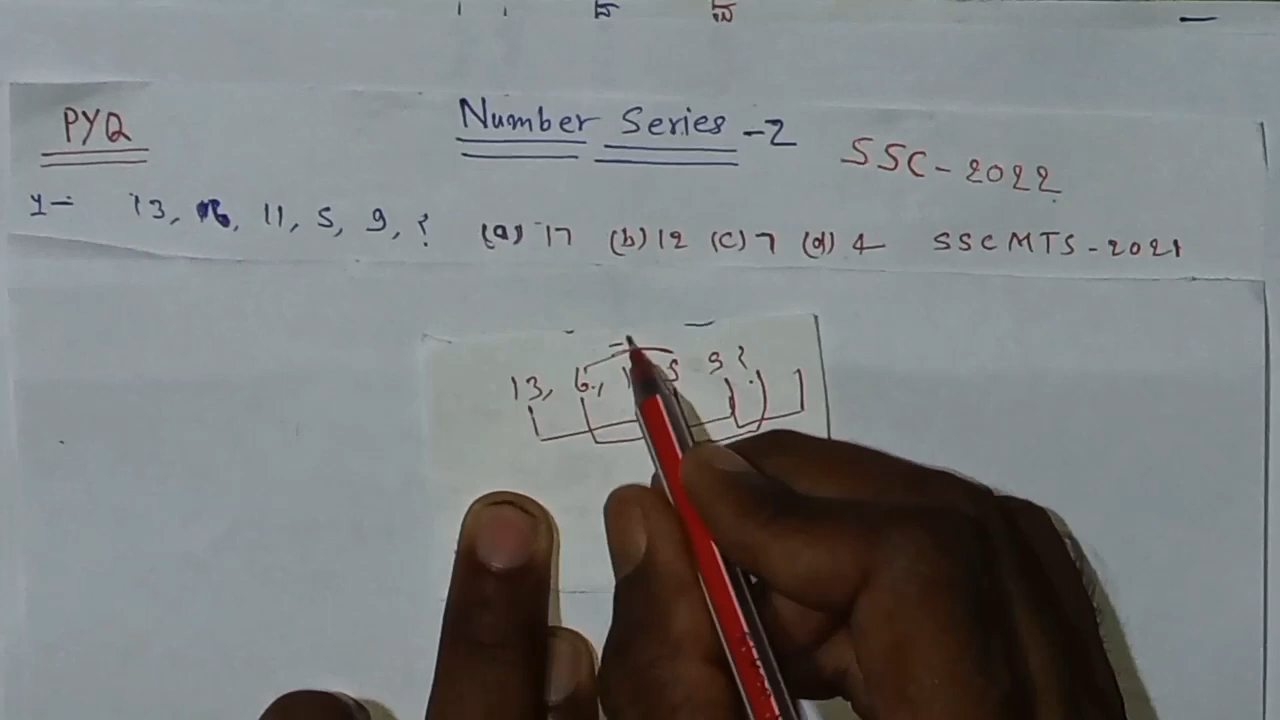 PYQ
Number Series -2
SSC-2022
1- 13, 6, 11, 5, 9, ? (a) 17 (b) 12 (c) 7 (d) 4 SSC MTS-2021
13, 6, 5 9 ?